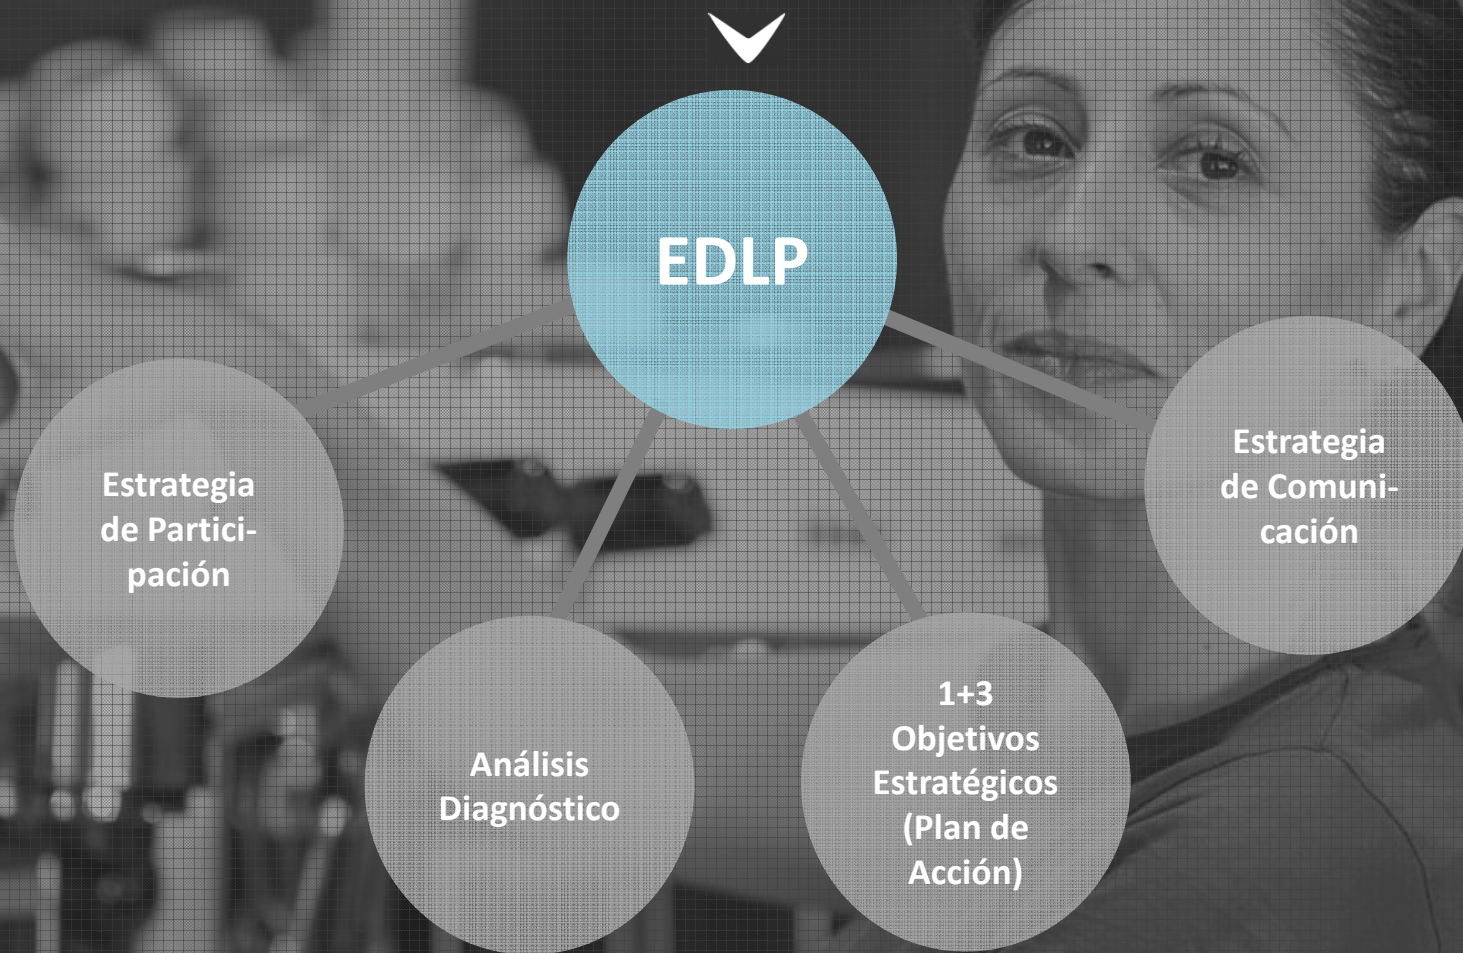 EDLP
Estrategia
de Partici-
pación
Análisis
Diagnóstico
1+3
Objetivos
Estratégicos
(Plan de
Acción)
Estrategia
de Comuni-
cación